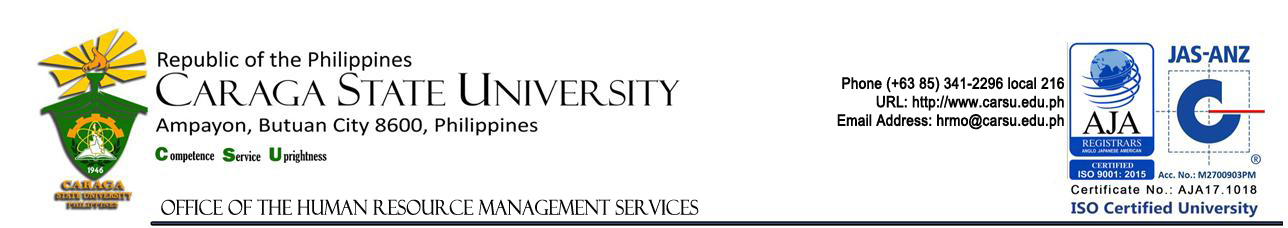 Republic of the Philippines
CARAGA STATE UNIVERSITY
Ampayon, Butuan City 8600, Philippines
Competence Service Uprightness
1946
CARAGA
STATE UNIVERSITY
PHILIPPINES
OFFICE OF THE HUMAN RESOURCE MANAGEMENT SERVICES
Phone (+63 85) 341-2296 local 216
URL: http://www.carsu.edu.ph
Email Address: hrmo@carsu.edu.ph
AJA
REGISTRARS
ANGLO JAPANESE AMERICAN
CERTIFIED
ISO 9001: 2015
JAS-ANZ
C
®
Acc. No.: M2700903PM
Certificate No.: AJA17.1018
ISO Certified University